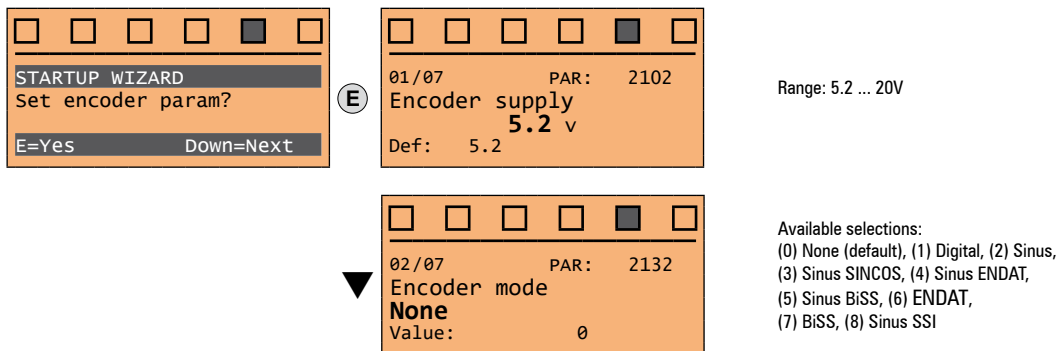 STARTUP WIZARD
Set encoder param?
E=Yes Down=Next
E
01/07 PAR: 2102
Encoder supply
5.2 V
Def: 5.2
Range: 5.2 ... 20V
02/07 PAR: 2132
Encoder mode
None
Value: 0
Available selections:
(0) None (default), (1) Digital, (2) Sinus,
(3) Sinus SINCOS, (4) Sinus ENDAT,
(5) Sinus BiSS, (6) ENDAT,
(7) BiSS, (8) Sinus SSI